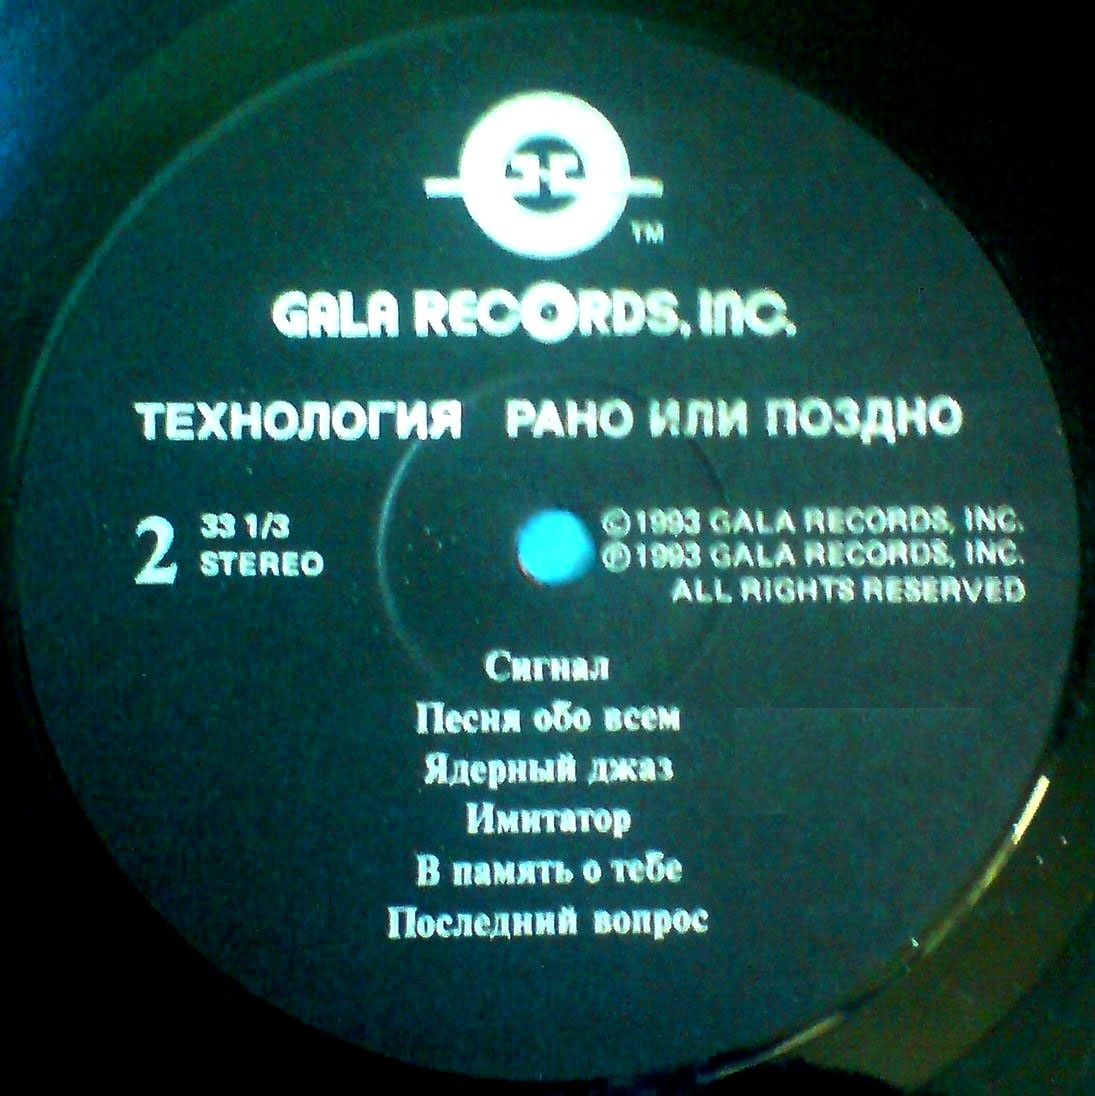 TM
GALA RECORDS, INC.
ТЕХНОЛОГИЯ РАНО ИЛИ ПОЗДНО
2
33 1/3
STEREO
©1993 GALA RECORDS, INC.
℗1993 GALA RECORDS, INC.
ALL RIGHTS RESERVED
Сигнал
Песня обо всем
Ядерный джаз
Имитатор
В память о тебе
Последний вопрос